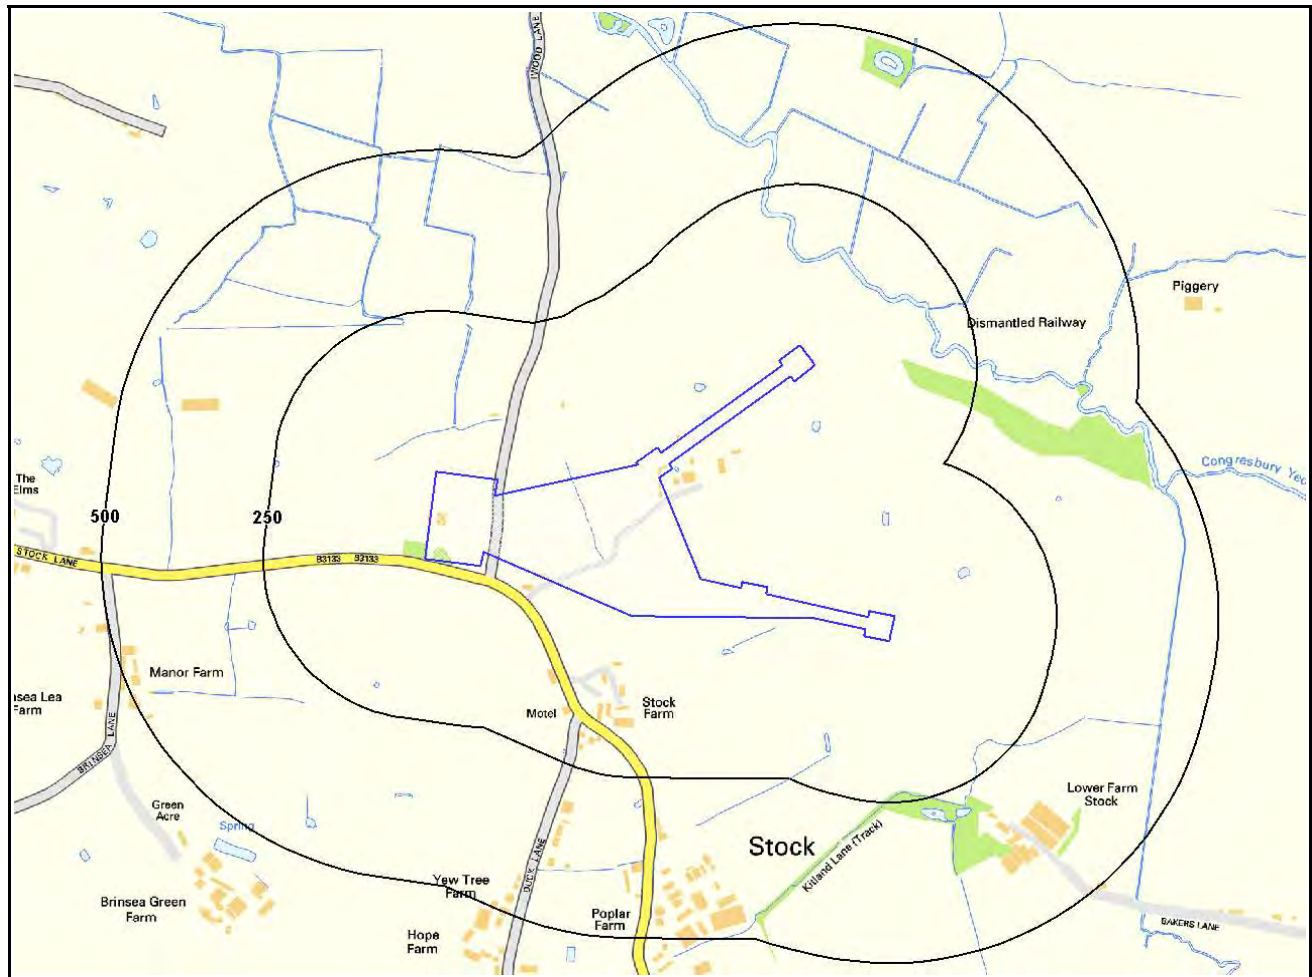 IWOOD LANE
Piggery
Dismantled Railway
Congresbury Yeo
The
Elms
500
250
STOCK LANE
B3133 B3133
Manor Farm
nsea Lea
Farm
BRINSEA LANE
Motel
Stock
Farm
Green
Acre
Spring
Lower Farm
Stock
Stock
Kitland Lane (Track)
DUCK LANE
Yew Tree
Farm
Brinsea Green
Farm
Poplar
Farm
Hope
Farm
BAKERS LANE